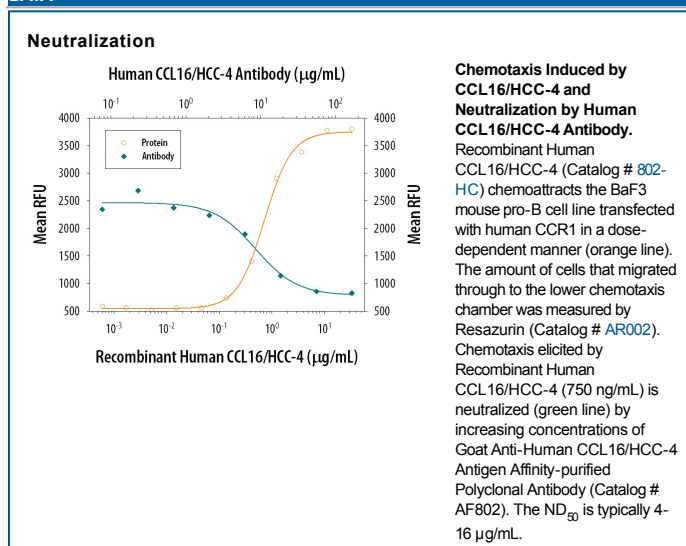 Neutralization
Human CCL16/HCC-4 Antibody (µg/mL)
10-1 100 101 102
4000 4000
3500 3500
3000 3000
2500 2500
2000 2000
1500 1500
1000 1000
500 500
Mean RFU
Mean RFU
Protein
Antibody
10-3 10-2 10-1 100 101
Recombinant Human CCL16/HCC-4 (µg/mL)
Chemotaxis Induced by
CCL16/HCC-4 and
Neutralization by Human
CCL16/HCC-4 Antibody.
Recombinant Human
CCL16/HCC-4 (Catalog # 802-
HC) chemoattracts the BaF3
mouse pro-B cell line transfected
with human CCR1 in a dose-
dependent manner (orange line).
The amount of cells that migrated
through to the lower chemotaxis
chamber was measured by
Resazurin (Catalog # AR002).
Chemotaxis elicited by
Recombinant Human
CCL16/HCC-4 (750 ng/mL) is
neutralized (green line) by
increasing concentrations of
Goat Anti-Human CCL16/HCC-4
Antigen Affinity-purified
Polyclonal Antibody (Catalog #
AF802). The ND50 is typically 4-
16 µg/mL.